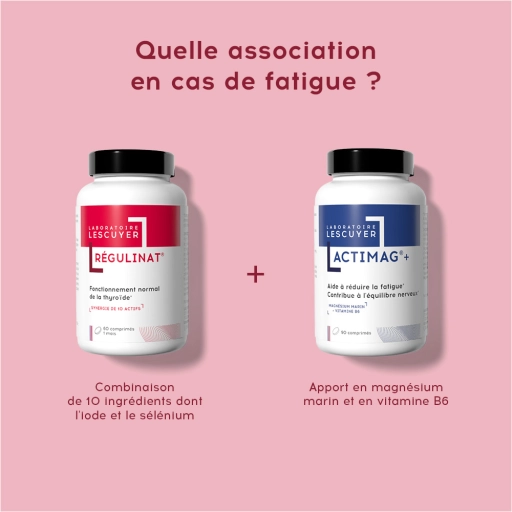 Quelle association
en cas de fatigue ?
LABORATOIRE
LESCUYER
RÉGULINAT®
Fonctionnement normal
de la thyroïde*
SYNERGIE DE 10 ACTIFS
60 comprimés
LABORATOIRE
LESCUYER
ACTIMAG®+
Aide à réduire la fatigue*
Contribue à l'équilibre nerveux*
MAGNÉSIUM MARIN
+ VITAMINE B6
+
Combinaison
de 10 ingrédients dont
l'iode et le sélénium
Apport en magnésium
marin et en vitamine B6